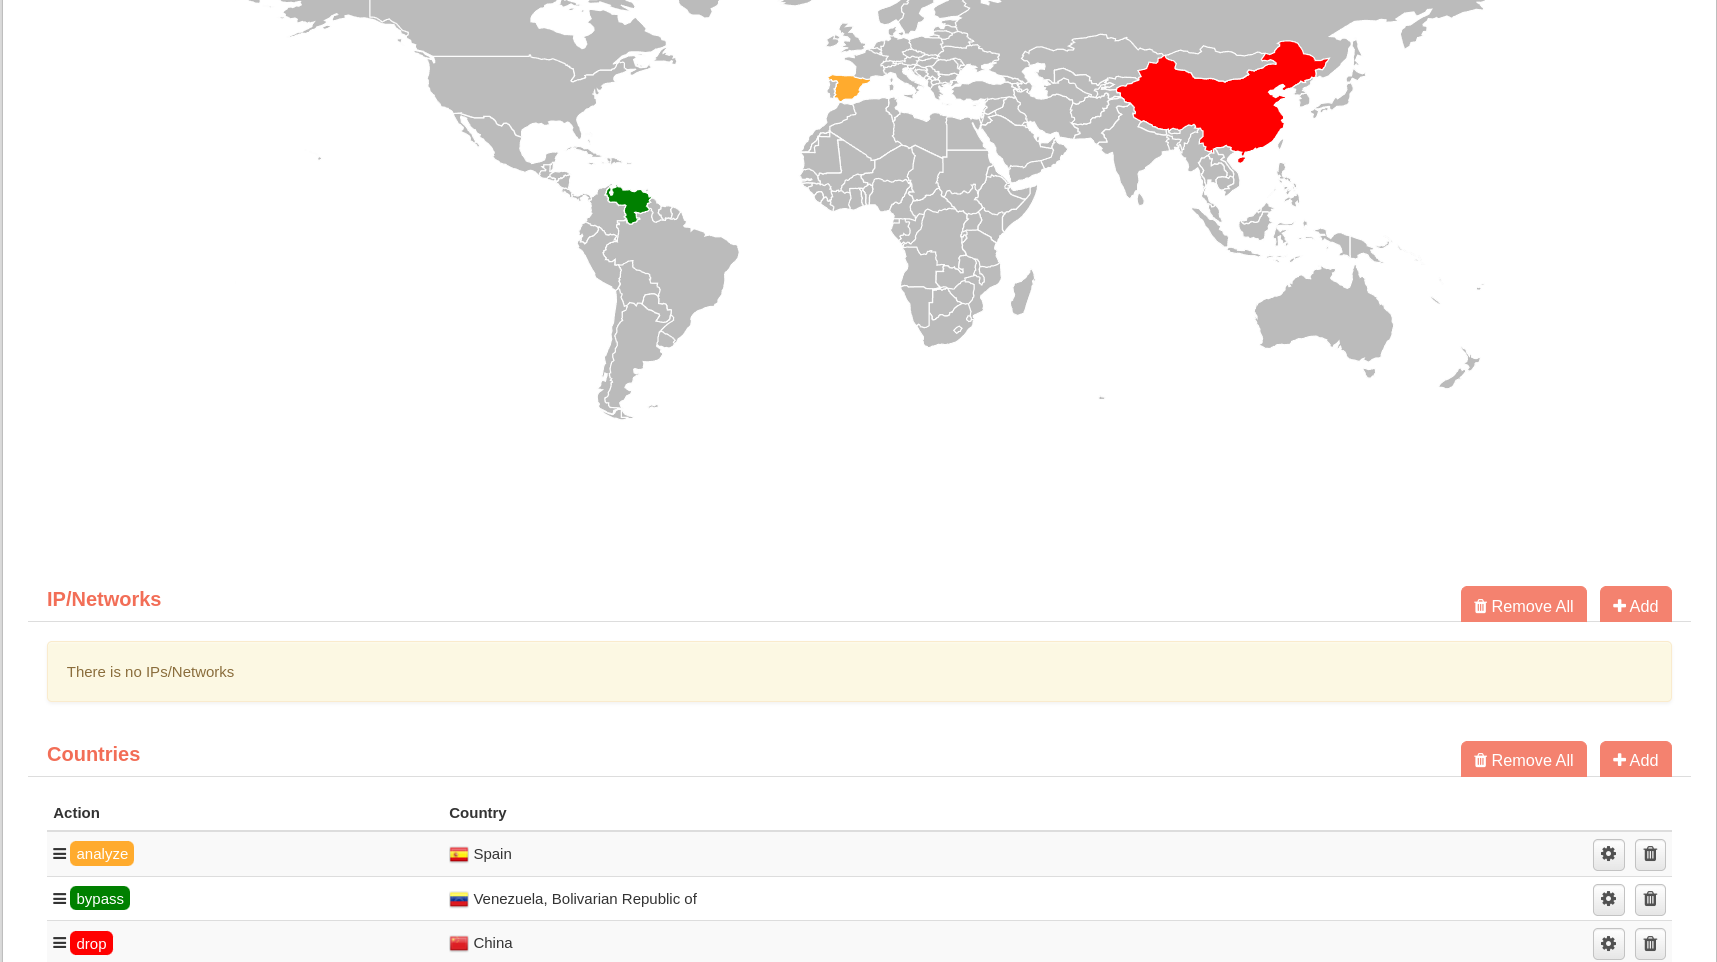 IP/Networks
Remove All
Add
There is no IPs/Networks
Countries
Remove All
Add
Action Country
analyze Spain
bypass Venezuela, Bolivarian Republic of
drop China